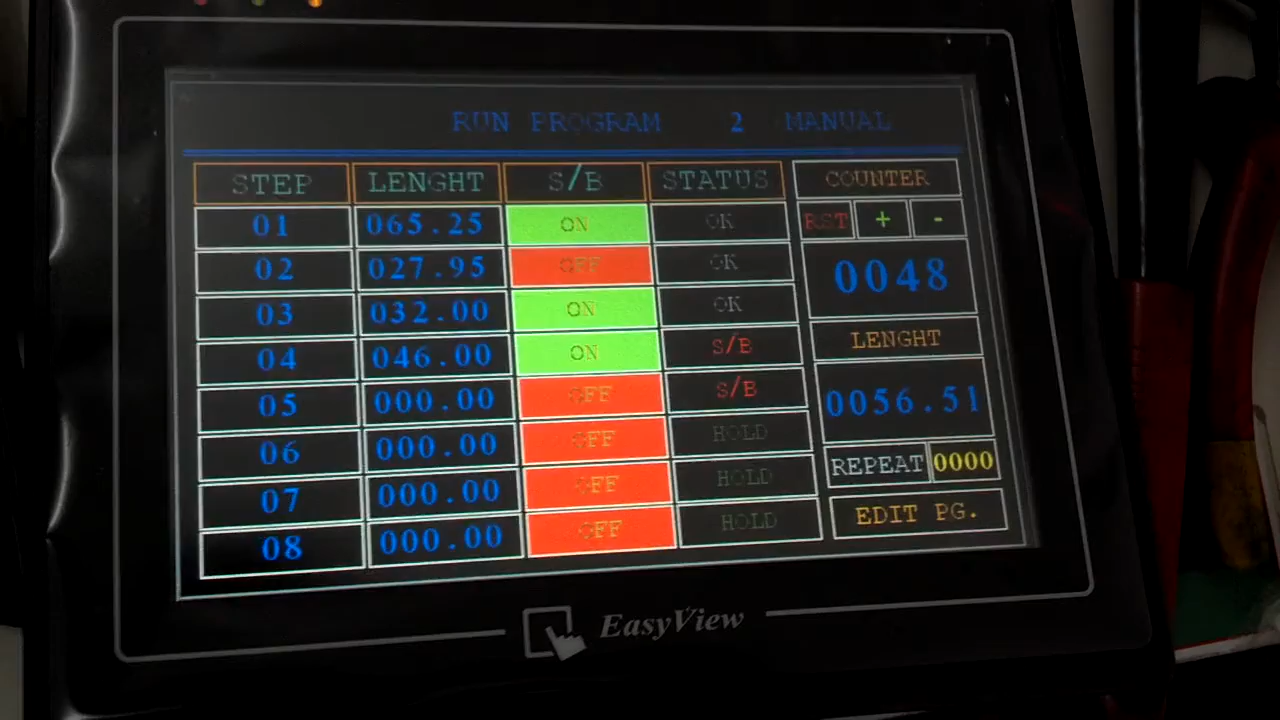 RUN PROGRAM 2 MANUAL
STEP LENGHT S/B STATUS COUNTER
01 065.25 ON OK RST + -
02 027.95 OFF OK 0048
03 032.00 ON OK
04 046.00 ON S/B LENGHT
05 000.00 OFF S/B 0056.51
06 000.00 OFF HOLD
07 000.00 OFF HOLD REPEAT 0000
08 000.00 OFF HOLD EDIT PG.
EasyView